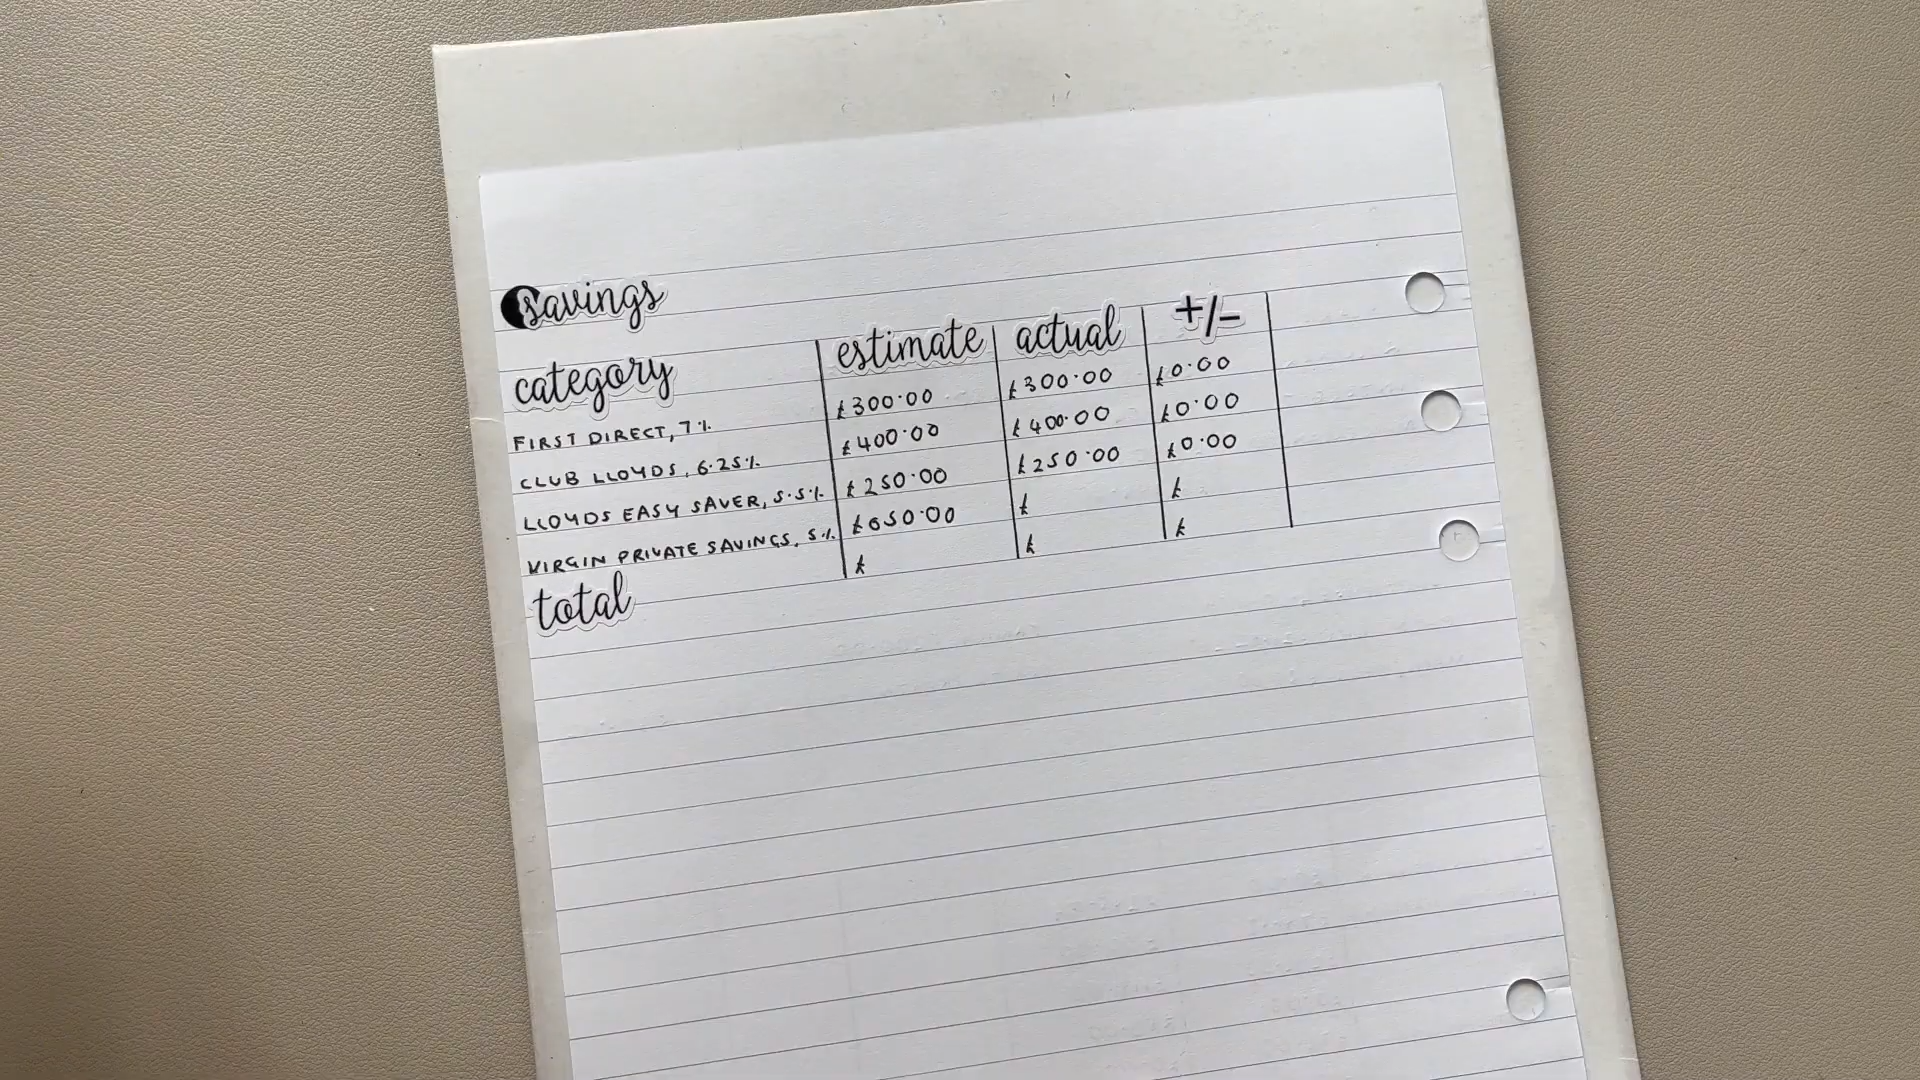 savings
category estimate actual +/-
FIRST DIRECT, 7% £300.00 £300.00 £0.00
CLUB LLOYDS, 6.25% £400.00 £400.00 £0.00
LLOYDS EASY SAVER, 5.5% £250.00 £250.00 £0.00
VIRGIN PRIVATE SAVINGS, 5% £650.00 £ £
total £ £ £